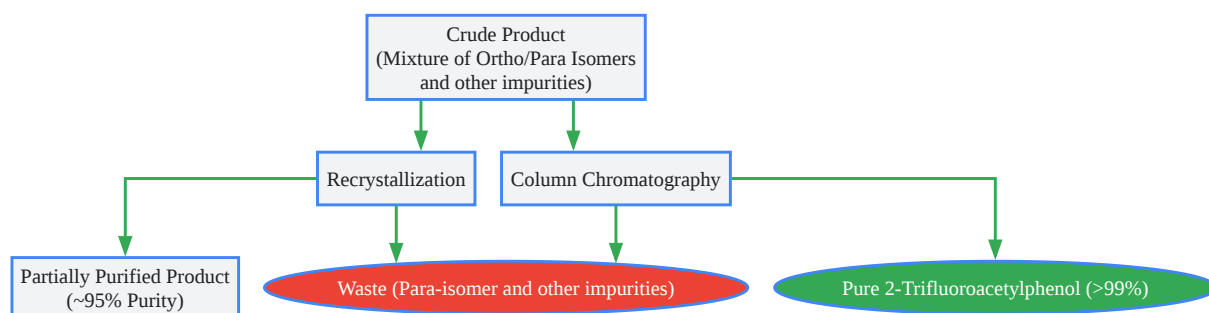 Crude Product
(Mixture of Ortho/Para Isomers
and other impurities)
Recrystallization
Column Chromatography
Partially Purified Product
(~95% Purity)
Waste (Para-isomer and other impurities)
Pure 2-Trifluoroacetylphenol (>99%)